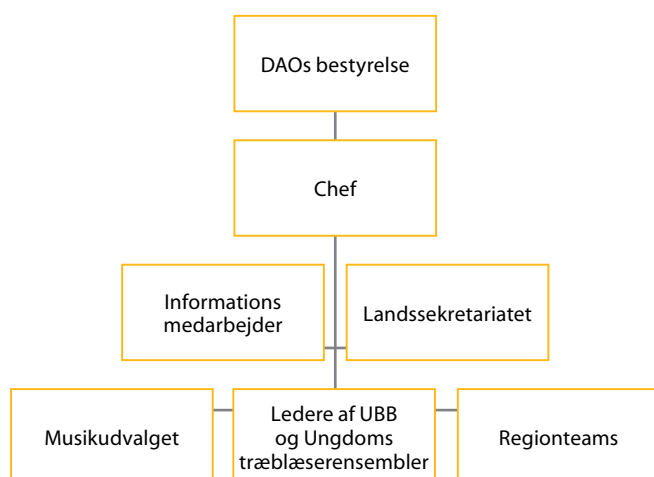 DAOs bestyrelse
Chef
Informations
medarbejder
Landssekretariatet
Musikudvalget
Ledere af UBB
og Ungdoms
træblæserensembler
Regionteams